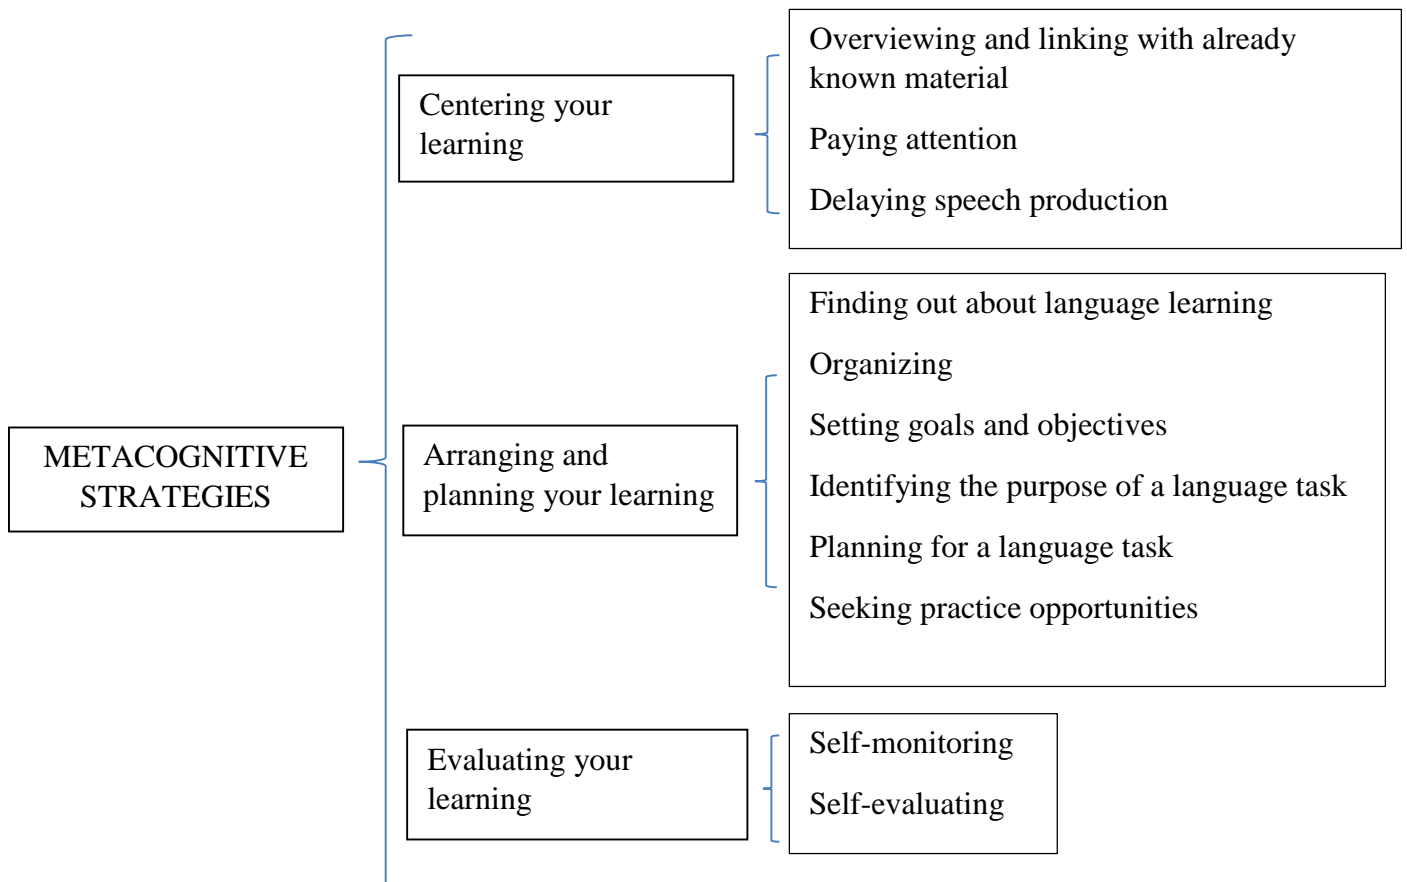 METACOGNITIVE
STRATEGIES
Centering your
learning
Overviewing and linking with already
known material
Paying attention
Delaying speech production
Arranging and
planning your learning
Finding out about language learning
Organizing
Setting goals and objectives
Identifying the purpose of a language task
Planning for a language task
Seeking practice opportunities
Evaluating your
learning
Self-monitoring
Self-evaluating